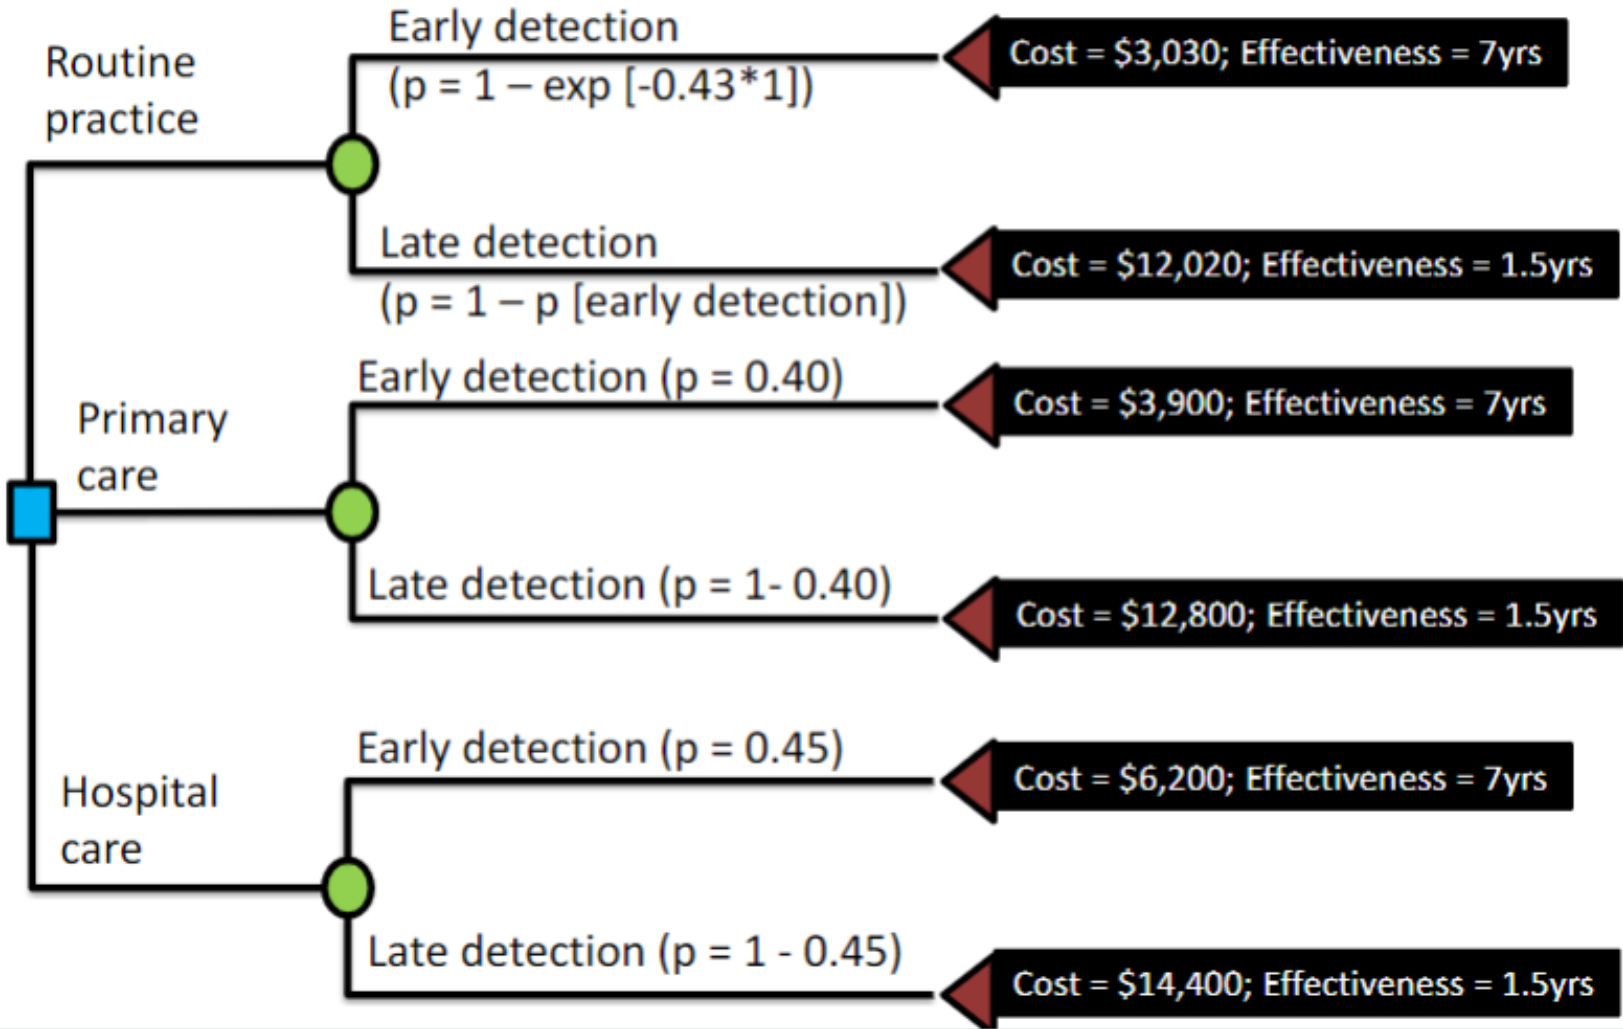 Early detection
Cost = $3,030; Effectiveness = 7yrs
Routine
practice
(p = 1 – exp [-0.43*1])
Late detection
Cost = $12,020; Effectiveness = 1.5yrs
(p = 1 – p [early detection])
Early detection (p = 0.40)
Cost = $3,900; Effectiveness = 7yrs
Primary
care
Late detection (p = 1- 0.40)
Cost = $12,800; Effectiveness = 1.5yrs
Early detection (p = 0.45)
Cost = $6,200; Effectiveness = 7yrs
Hospital
care
Late detection (p = 1 - 0.45)
Cost = $14,400; Effectiveness = 1.5yrs